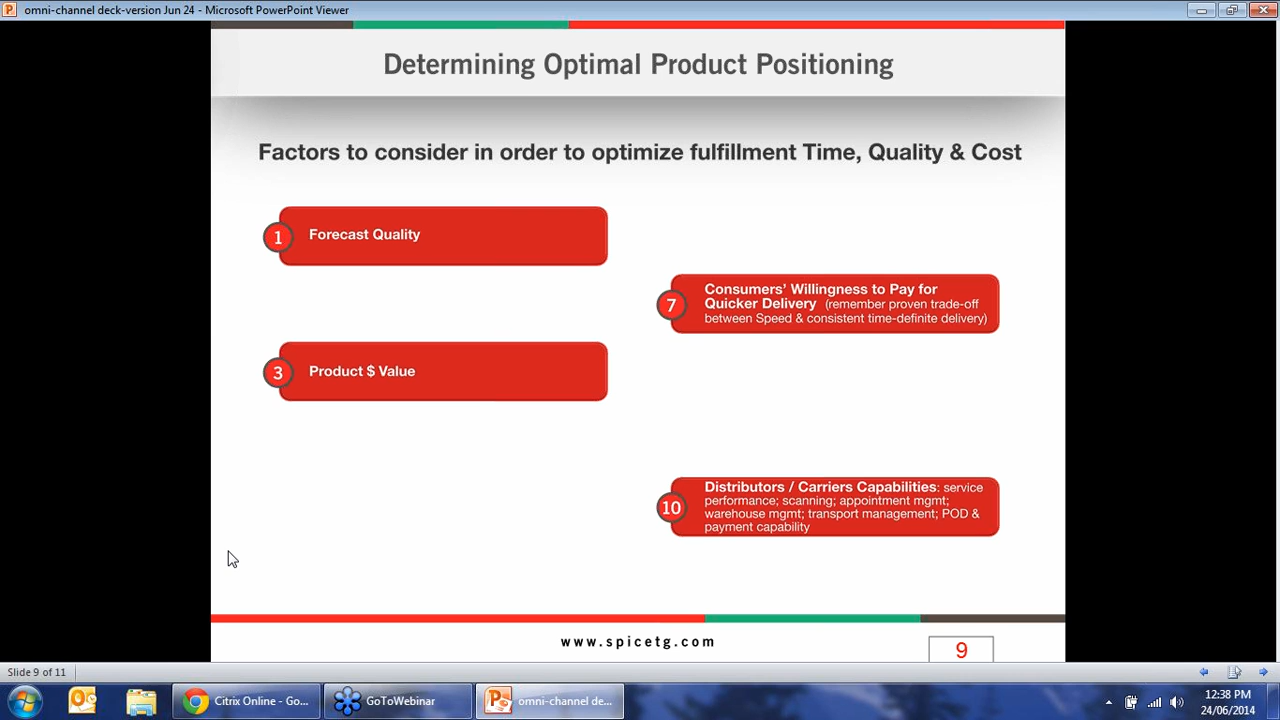 omni-channel deck-version Jun 24 - Microsoft PowerPoint Viewer
Determining Optimal Product Positioning
Factors to consider in order to optimize fulfillment Time, Quality & Cost
1
Forecast Quality
3
Product $ Value
7
Consumers' Willingness to Pay for
Quicker Delivery (remember proven trade-off
between Speed & consistent time-definite delivery)
10
Distributors / Carriers Capabilities: service
performance; scanning; appointment mgmt;
warehouse mgmt; transport management; POD &
payment capability
www.spicetg.com
9
Slide 9 of 11
Citrix Online - Go...
GoToWebinar
omni-channel de...
12:38 PM
24/06/2014